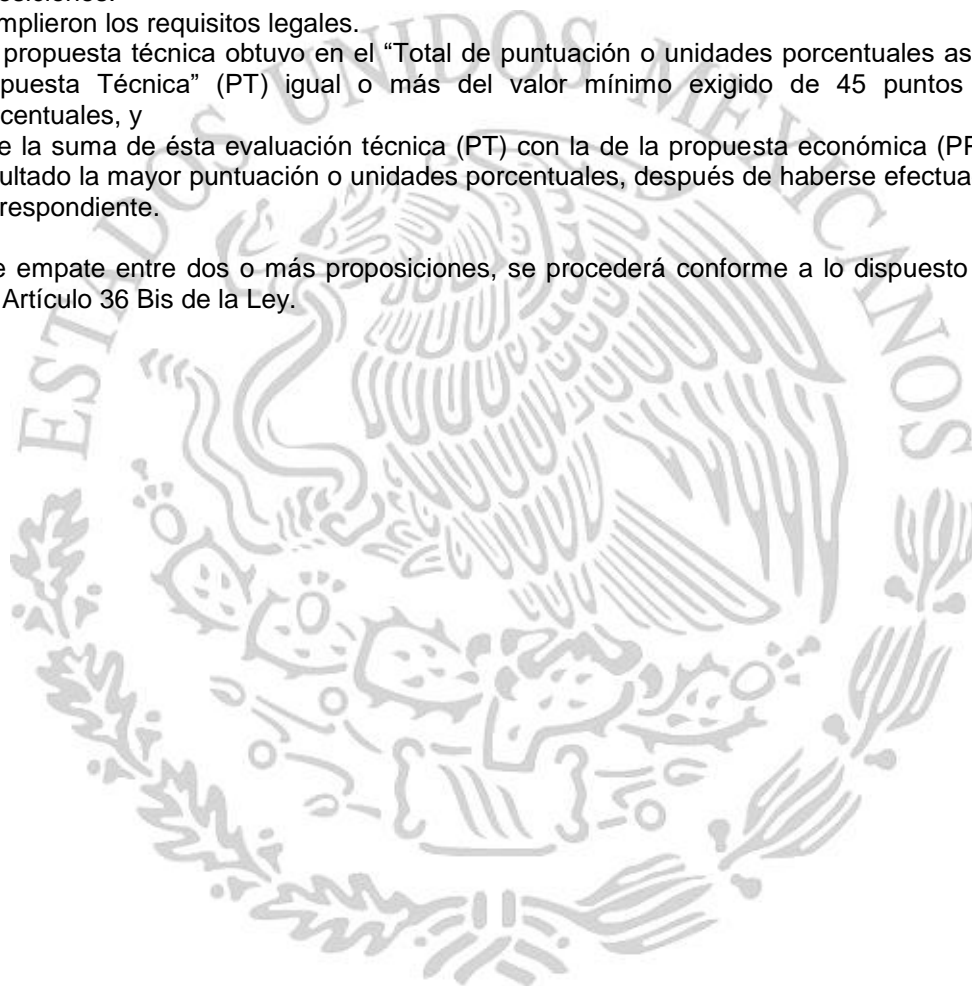 mplieron los requisitos legales.
propuesta técnica obtuvo en el “Total de puntuación o unidades porcentuales as
puesta Técnica” (PT) igual o más del valor mínimo exigido de 45 puntos
centuales, y
e la suma de ésta evaluación técnica (PT) con la de la propuesta económica (PP
ultado la mayor puntuación o unidades porcentuales, después de haberse efectua
respondiente.
e empate entre dos o más proposiciones, se procederá conforme a lo dispuesto
Artículo 36 Bis de la Ley.
ESTADOS UNIDOS MEXICANOS